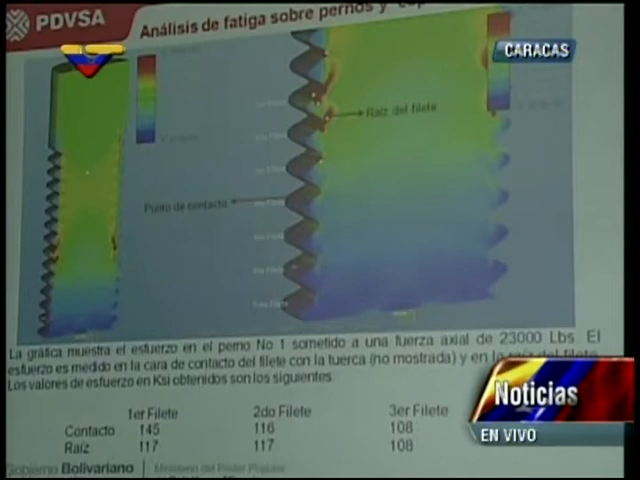 PDVSA
Análisis de fatiga sobre pernos y
CARACAS
Raíz del filete
Punto de contacto
La gráfica muestra el esfuerzo en el perno No 1 sometido a una fuerza axial de 23000 Lbs. El
esfuerzo es medido en la cara de contacto del filete con la tuerca (no mostrada) y en la raíz del filete.
Los valores de esfuerzo en Ksi obtenidos son los siguientes
1er Filete 2do Filete 3er Filete
Contacto 145 116 108
Raíz 117 117 108
Noticias
EN VIVO
Gobierno Bolivariano
Ministerio del Poder Popular